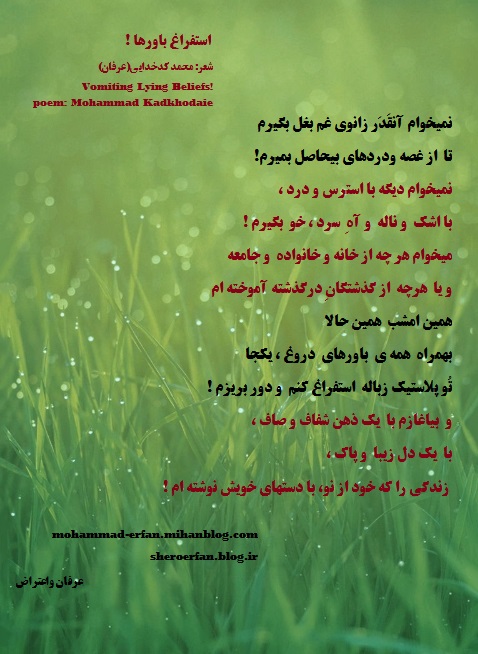 استفراغ باورها !
شعر: محمد کدخدایی(عرفان)
Vomiting Lying Beliefs!
poem: Mohammad Kadkhodaie
نمیخوام آنقَدَر زانوی غم بغل بگیرم
تا از غصه ودردهای بیحاصل بمیرم!
نمیخوام دیگه با استرس و درد ،
با اشک و ناله و آهِ سرد ، خو بگیرم !
میخوام هر چه از خانه و خانواده و جامعه
و یا هرچه از گذشتگانِ درگذشته آموخته ام
همین امشب همین حالا
بهمراه همه ی باورهای دروغ ، یکجا
تُو پلاستیک زباله استفراغ کنم و دور بریزم !
و بیاغازم با یک ذهن شفاف و صاف ،
با یک دل زیبا و پاک ،
زندگی را که خود از نو، با دستهای خویش نوشته ام !
mohammad-erfan.mihanblog.com
sheroerfan.blog.ir
عرفان واعتراض